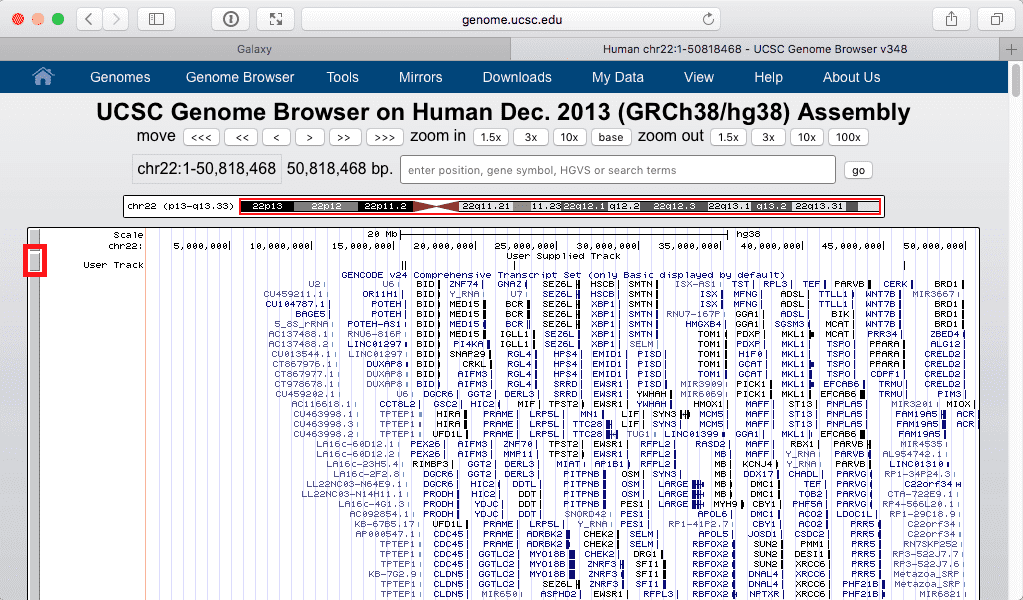 genome.ucsc.edu
Galaxy Human chr22:1-50818468 - UCSC Genome Browser v348
Genomes Genome Browser Tools Mirrors Downloads My Data View Help About Us
UCSC Genome Browser on Human Dec. 2013 (GRCh38/hg38) Assembly
move <<< << < > >> >>> zoom in 1.5x 3x 10x base zoom out 1.5x 3x 10x 100x
chr22:1-50,818,468 50,818,468 bp. enter position, gene symbol, HGVS or search terms go
chr22 (p13-q13.33) 22p13 22p12 22p11.2 22q11.21 11.23 22q12.1 q12.2 22q12.3 22q13.1 q13.2 22q13.31
Scale 20 Mb hg38
chr22: 5,000,000 10,000,000 15,000,000 20,000,000 25,000,000 30,000,000 35,000,000 40,000,000 45,000,000 50,000,000
User Supplied Track
User Track
GENCODE v24 Comprehensive Transcript Set (only Basic displayed by default)
U2 U6 BID ZNF74 GNAZ SEZ6L HSCB SMTN ISX-AS1 TST RPL3 TEF PARVB CERK BRD1
CU459211.1 OR11H1 BID Y_RNA U7 SEZ6L HSCB SMTN ISX MFNG ADSL TTLL1 WNT7B MIR3667
CU104787.1 POTEH BID MED15 BCR SEZ6L XBP1 SMTN ISX MFNG ADSL TTLL1 WNT7B BRD1
BAGE5 POTEH BID MED15 BCR SEZ6L XBP1 SMTN RNU7-167P GGA1 ADSL BIK WNT7B BRD1
5_8S_rRNA POTEH-AS1 BID MED15 BCR SEZ6L XBP1 SMTN HMGXB4 GGA1 SGSM3 MCAT WNT7B BRD1
AC137488.1 RNU6-816P BID MED15 IGLL1 SEZ6L XBP1 SMTN TOM1 PDXP MKL1 MCAT PRR34 ZBED4
AC137488.2 LINC01297 BID PI4KA IGLL1 SEZ6L XBP1 SELM TOM1 PDXP MKL1 TSPO PPARA ALG12
CU013544.1 LINC01297 BID SNAP29 RGL4 HPS4 EMID1 PISD TOM1 H1F0 MKL1 TSPO PPARA CRELD2
CT867976.1 DUXAP8 BID CRKL RGL4 HPS4 EMID1 PISD TOM1 GCAT MKL1 TSPO PPARA CRELD2
CT867977.1 DUXAP8 BID AIFM3 RGL4 SRRD EWSR1 PISD TOM1 GCAT MKL1 TSPO CDPF1 CRELD2
CT978678.1 DUXAP8 BID AIFM3 RGL4 SRRD EWSR1 PISD MIR3909 PICK1 MKL1 EFCAB6 TRMU CRELD2
CU459202.1 U6 DGCR6 GGT2 DERL3 SRRD EWSR1 YWHAH MIR6069 PICK1 MKL1 EFCAB6 TRMU PIM3
AC116618.1 CCT8L2 GSC2 HIC2 MIF TPST2 EWSR1 YWHAH HMOX1 MAFF ST13 PNPLA5 MIR3201 MIOX
CU463998.1 TPTEP1 HIRA PRAME LRP5L MN1 LIF SYN3 MCM5 MAFF ST13 PNPLA5 FAM19A5 ACR
CU463998.3 TPTEP1 HIRA PRAME LRP5L TTC28 LIF SYN3 MCM5 MAFF ST13 PNPLA5 FAM19A5 ACR
CU463998.2 TPTEP1 UFD1L PRAME LRP5L TTC28 TUG1 LINC01399 GGA1 MKL1 EFCAB6 FAM19A5
LA16c-60D12.1 PEX26 AIFM3 ZNF70 TPST2 EWSR1 RFPL2 RASD2 MAFF RBX1 PARVB MIR4535
LA16c-60D12.2 PEX26 AIFM3 MMP11 TPST2 EWSR1 RFPL2 MB MAFF Y_RNA PARVB AL954742.1
LA16c-23H5.4 RIMBP3 GGT2 DERL3 MIAT AP1B1 RFPL2 MB KCNJ4 Y_RNA PARVB LINC01310
LA16c-2F2.8 DGCR6 GGT2 DERL3 PITPNB OSM SYN3 MB DDX17 CHADL PARVG RP1-34P24.3
LL22NC03-N64E9.1 DGCR6 HIC2 DDTL PITPNB OSM LARGE MB DMC1 TEF PARVG C22orf34
LL22NC03-N14H11.1 PRODH HIC2 DDT PITPNB OSM LARGE MB DMC1 TOB2 PARVG CTA-722E9.1
LA16c-4G1.3 PRODH YDJC DDT PITPNB PES1 LARGE MYH9 CBY1 PHF5A PARVG RP4-566L20.1
AC092854.1 PRODH YDJC DDT SNORD42 PES1 APOL6 DMC1 ACO2 LDOC1L RP1-29C18.9
KB-67B5.17 UFD1L PRAME LRP5L Y_RNA PES1 RP1-41P2.7 CBY1 ACO2 PRR5 C22orf34
AP000547.1 CDC45 PRAME ADRBK2 CHEK2 SELM APOL5 JOSD1 CSDC2 PRR5 C22orf34
TPTEP1 CDC45 PRAME ADRBK2 CHEK2 SELM RBFOX2 SUN2 PMM1 PRR5 RN7SKP252
TPTEP1 CDC45 GGTLC2 MYO18B CHEK2 DRG1 RBFOX2 SUN2 DESI1 PRR5 RP3-522J7.7
TPTEP1 CDC45 GGTLC2 MYO18B ZNRF3 SFI1 RBFOX2 SUN2 XRCC6 PRR5 RP3-522J7.6
KB-7G2.9 CLDN5 GGTLC2 MYO18B ZNRF3 SFI1 RBFOX2 DNAL4 XRCC6 PRR5 Metazoa_SRP
TPTEP1 CLDN5 GGTLC2 SEZ6L ZNRF3 SFI1 RBFOX2 DNAL4 XRCC6 PHF21B Metazoa_SRP
TPTEP1 CLDN5 MIR650 ASPHD2 EWSR1 RFPL3 RBFOX2 NPTXR XRCC6 PHF21B MIR6821